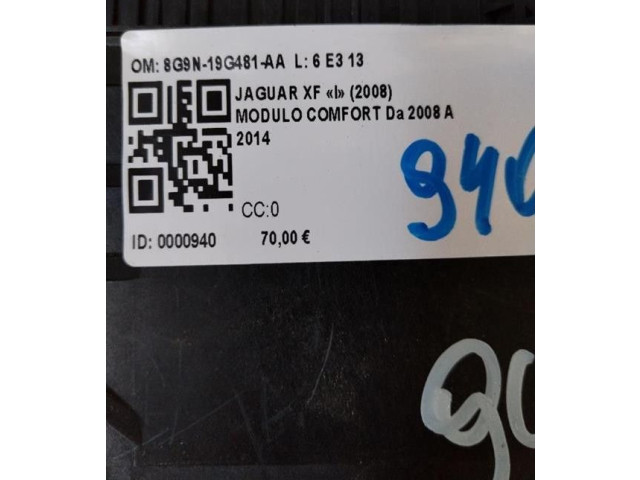 OM: 8G9N-19G481-AA L: 6 E3 13
JAGUAR XF «I» (2008)
MODULO COMFORT Da 2008 A
2014
CC:0
ID: 0000940 70,00 €
940